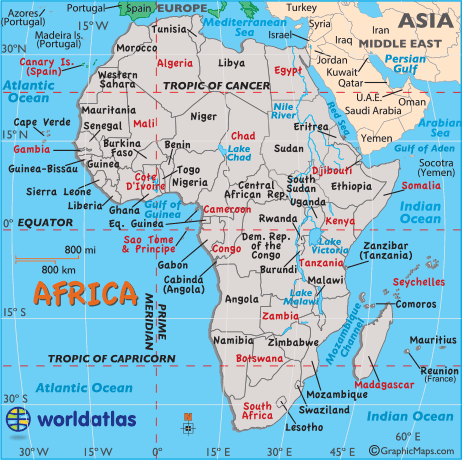 Azores
(Portugal)
Portugal
Spain
EUROPE
Mediterranean
Sea
Turkey
Syria
ASIA
Madeira Is.
(Portugal)
Tunisia
Israel
Iraq
Iran
MIDDLE EAST
30°N
Morocco
Jordan
Kuwait
Qatar
Persian
Gulf
Canary Is.
(Spain)
Algeria
Libya
Egypt
Western
Sahara
TROPIC OF CANCER
U.A.E.
Oman
Saudi Arabia
Atlantic
Ocean
Nile
River
Red Sea
Mauritania
Niger
Cape Verde
Senegal
Mali
Chad
Eritrea
Yemen
Arabian
Sea
15°N
Gambia
Burkina
Faso
Benin
Lake
Chad
Sudan
Gulf of Aden
Guinea-Bissau
Guinea
Djibouti
Socotra
(Yemen)
Cote
D'Ivoire
Togo
Nigeria
Central
African Rep.
South
Sudan
Ethiopia
Somalia
Sierra Leone
Liberia
Ghana
Gulf of
Guinea
Cameroon
Uganda
Eq. Guinea
Rwanda
Kenya
Indian
Ocean
0°
EQUATOR
Sao Tome
& Principe
Congo
Dem. Rep.
of the
Congo
Lake
Victoria
Zanzibar
(Tanzania)
800 mi
800 km
Gabon
Burundi
Tanzania
Cabinda
(Angola)
Malawi
Seychelles
AFRICA
PRIME
MERIDIAN
Angola
Lake
Malawi
Comoros
15°S
Zambia
Mozambique
Channel
Namibia
Zimbabwe
Mauritius
TROPIC OF CAPRICORN
Botswana
Reunion
(France)
Mozambique
Madagascar
Atlantic Ocean
Swaziland
30°S
South
Africa
Lesotho
Indian Ocean
worldatlas
30°W
15°W
0°
15°E
30°E
45°E
60°E
©GraphicMaps.com